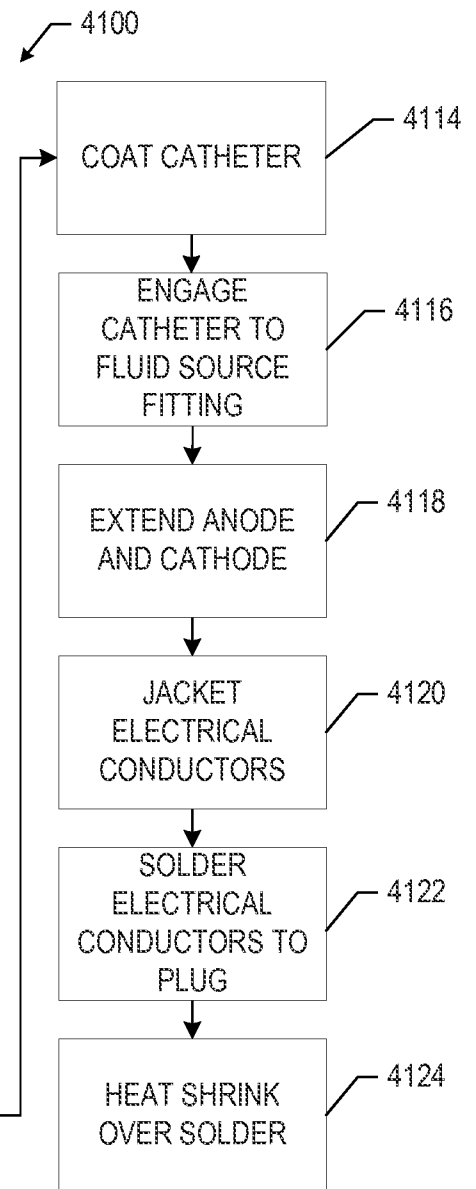 4100
COAT CATHETER
4114
ENGAGE
CATHETER TO
FLUID SOURCE
FITTING
4116
EXTEND ANODE
AND CATHODE
4118
JACKET
ELECTRICAL
CONDUCTORS
4120
SOLDER
ELECTRICAL
CONDUCTORS TO
PLUG
4122
HEAT SHRINK
OVER SOLDER
4124